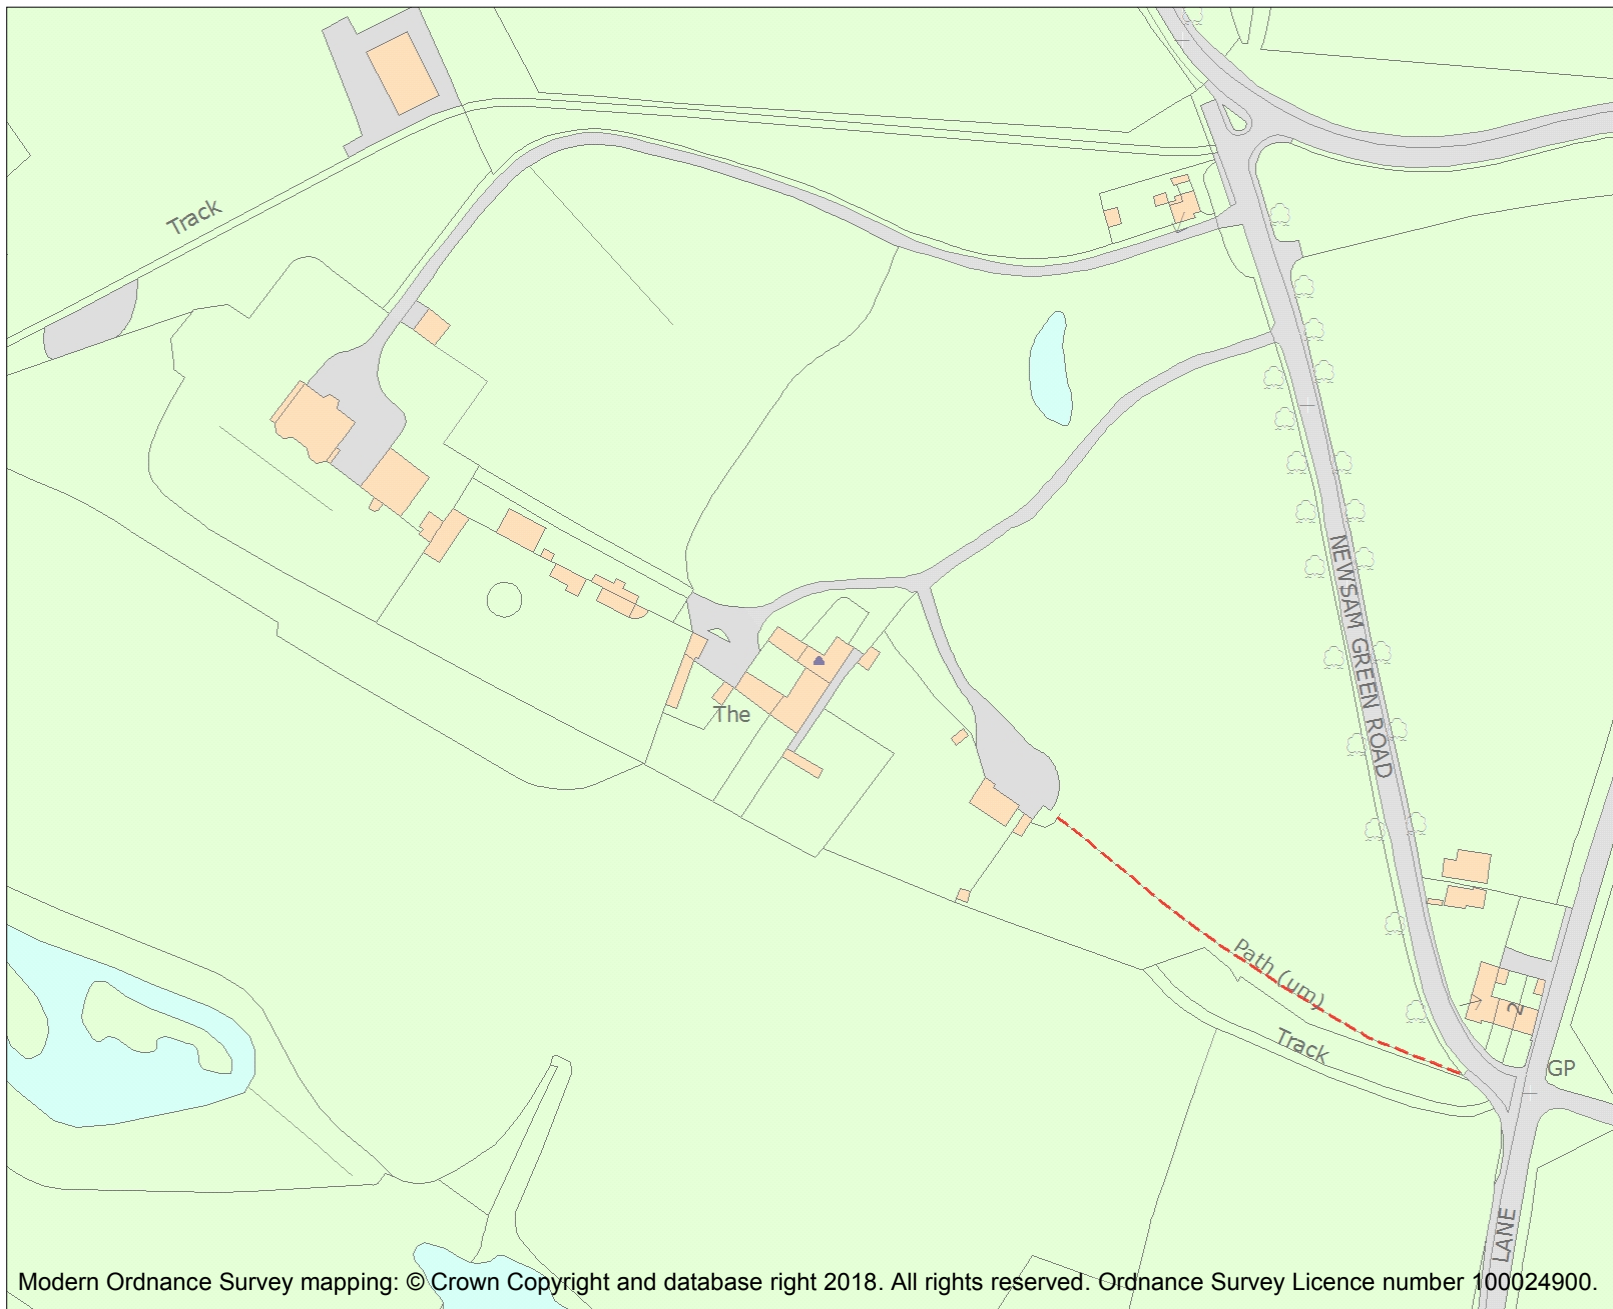 Track
NEWSAM GREEN ROAD
The
Path (um)
2
Track
GP
LANE
Modern Ordnance Survey mapping: © Crown Copyright and database right 2018. All rights reserved. Ordnance Survey Licence number 100024900.